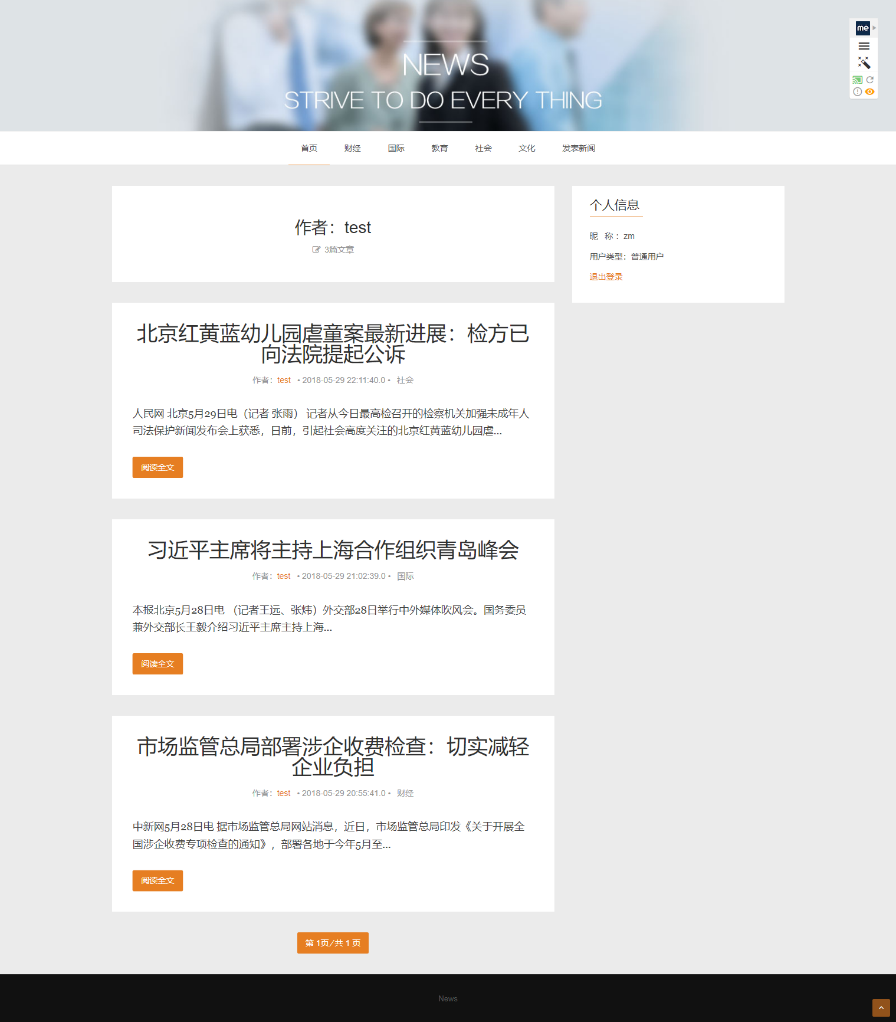 NEWS
STRIVE TO DO EVERY THING
me
首页 财经 国际 教育 社会 文化 发表新闻
作者：test
3篇文章
个人信息
昵 称：zm
用户类型：普通用户
退出登录
北京红黄蓝幼儿园虐童案最新进展：检方已
向法院提起公诉
作者：test • 2018-05-29 22:11:40.0 • 社会
人民网 北京5月29日电（记者 张雨） 记者从今日最高检召开的检察机关加强未成年人
司法保护新闻发布会上获悉，日前，引起社会高度关注的北京红黄蓝幼儿园虐...
阅读全文
习近平主席将主持上海合作组织青岛峰会
作者：test • 2018-05-29 21:02:39.0 • 国际
本报北京5月28日电 （记者王远、张炜）外交部28日举行中外媒体吹风会。国务委员
兼外交部长王毅介绍习近平主席主持上海...
阅读全文
市场监管总局部署涉企收费检查：切实减轻
企业负担
作者：test • 2018-05-29 20:55:41.0 • 财经
中新网5月28日电 据市场监管总局网站消息，近日，市场监管总局印发《关于开展全
国涉企收费专项检查的通知》，部署各地于今年5月至...
阅读全文
第 1页/共 1 页
News